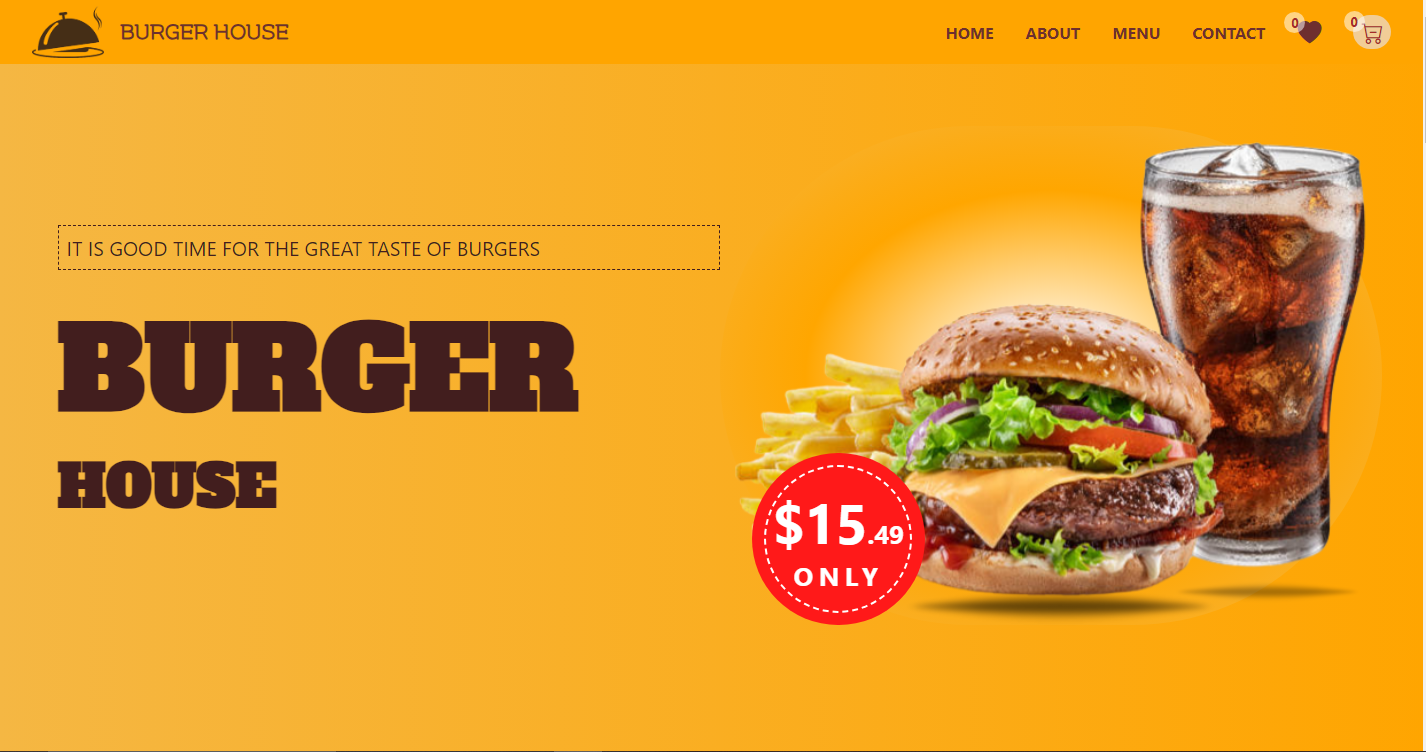 BURGER HOUSE
HOME ABOUT MENU CONTACT 0 0
IT IS GOOD TIME FOR THE GREAT TASTE OF BURGERS
BURGER
HOUSE
$15.49
ONLY